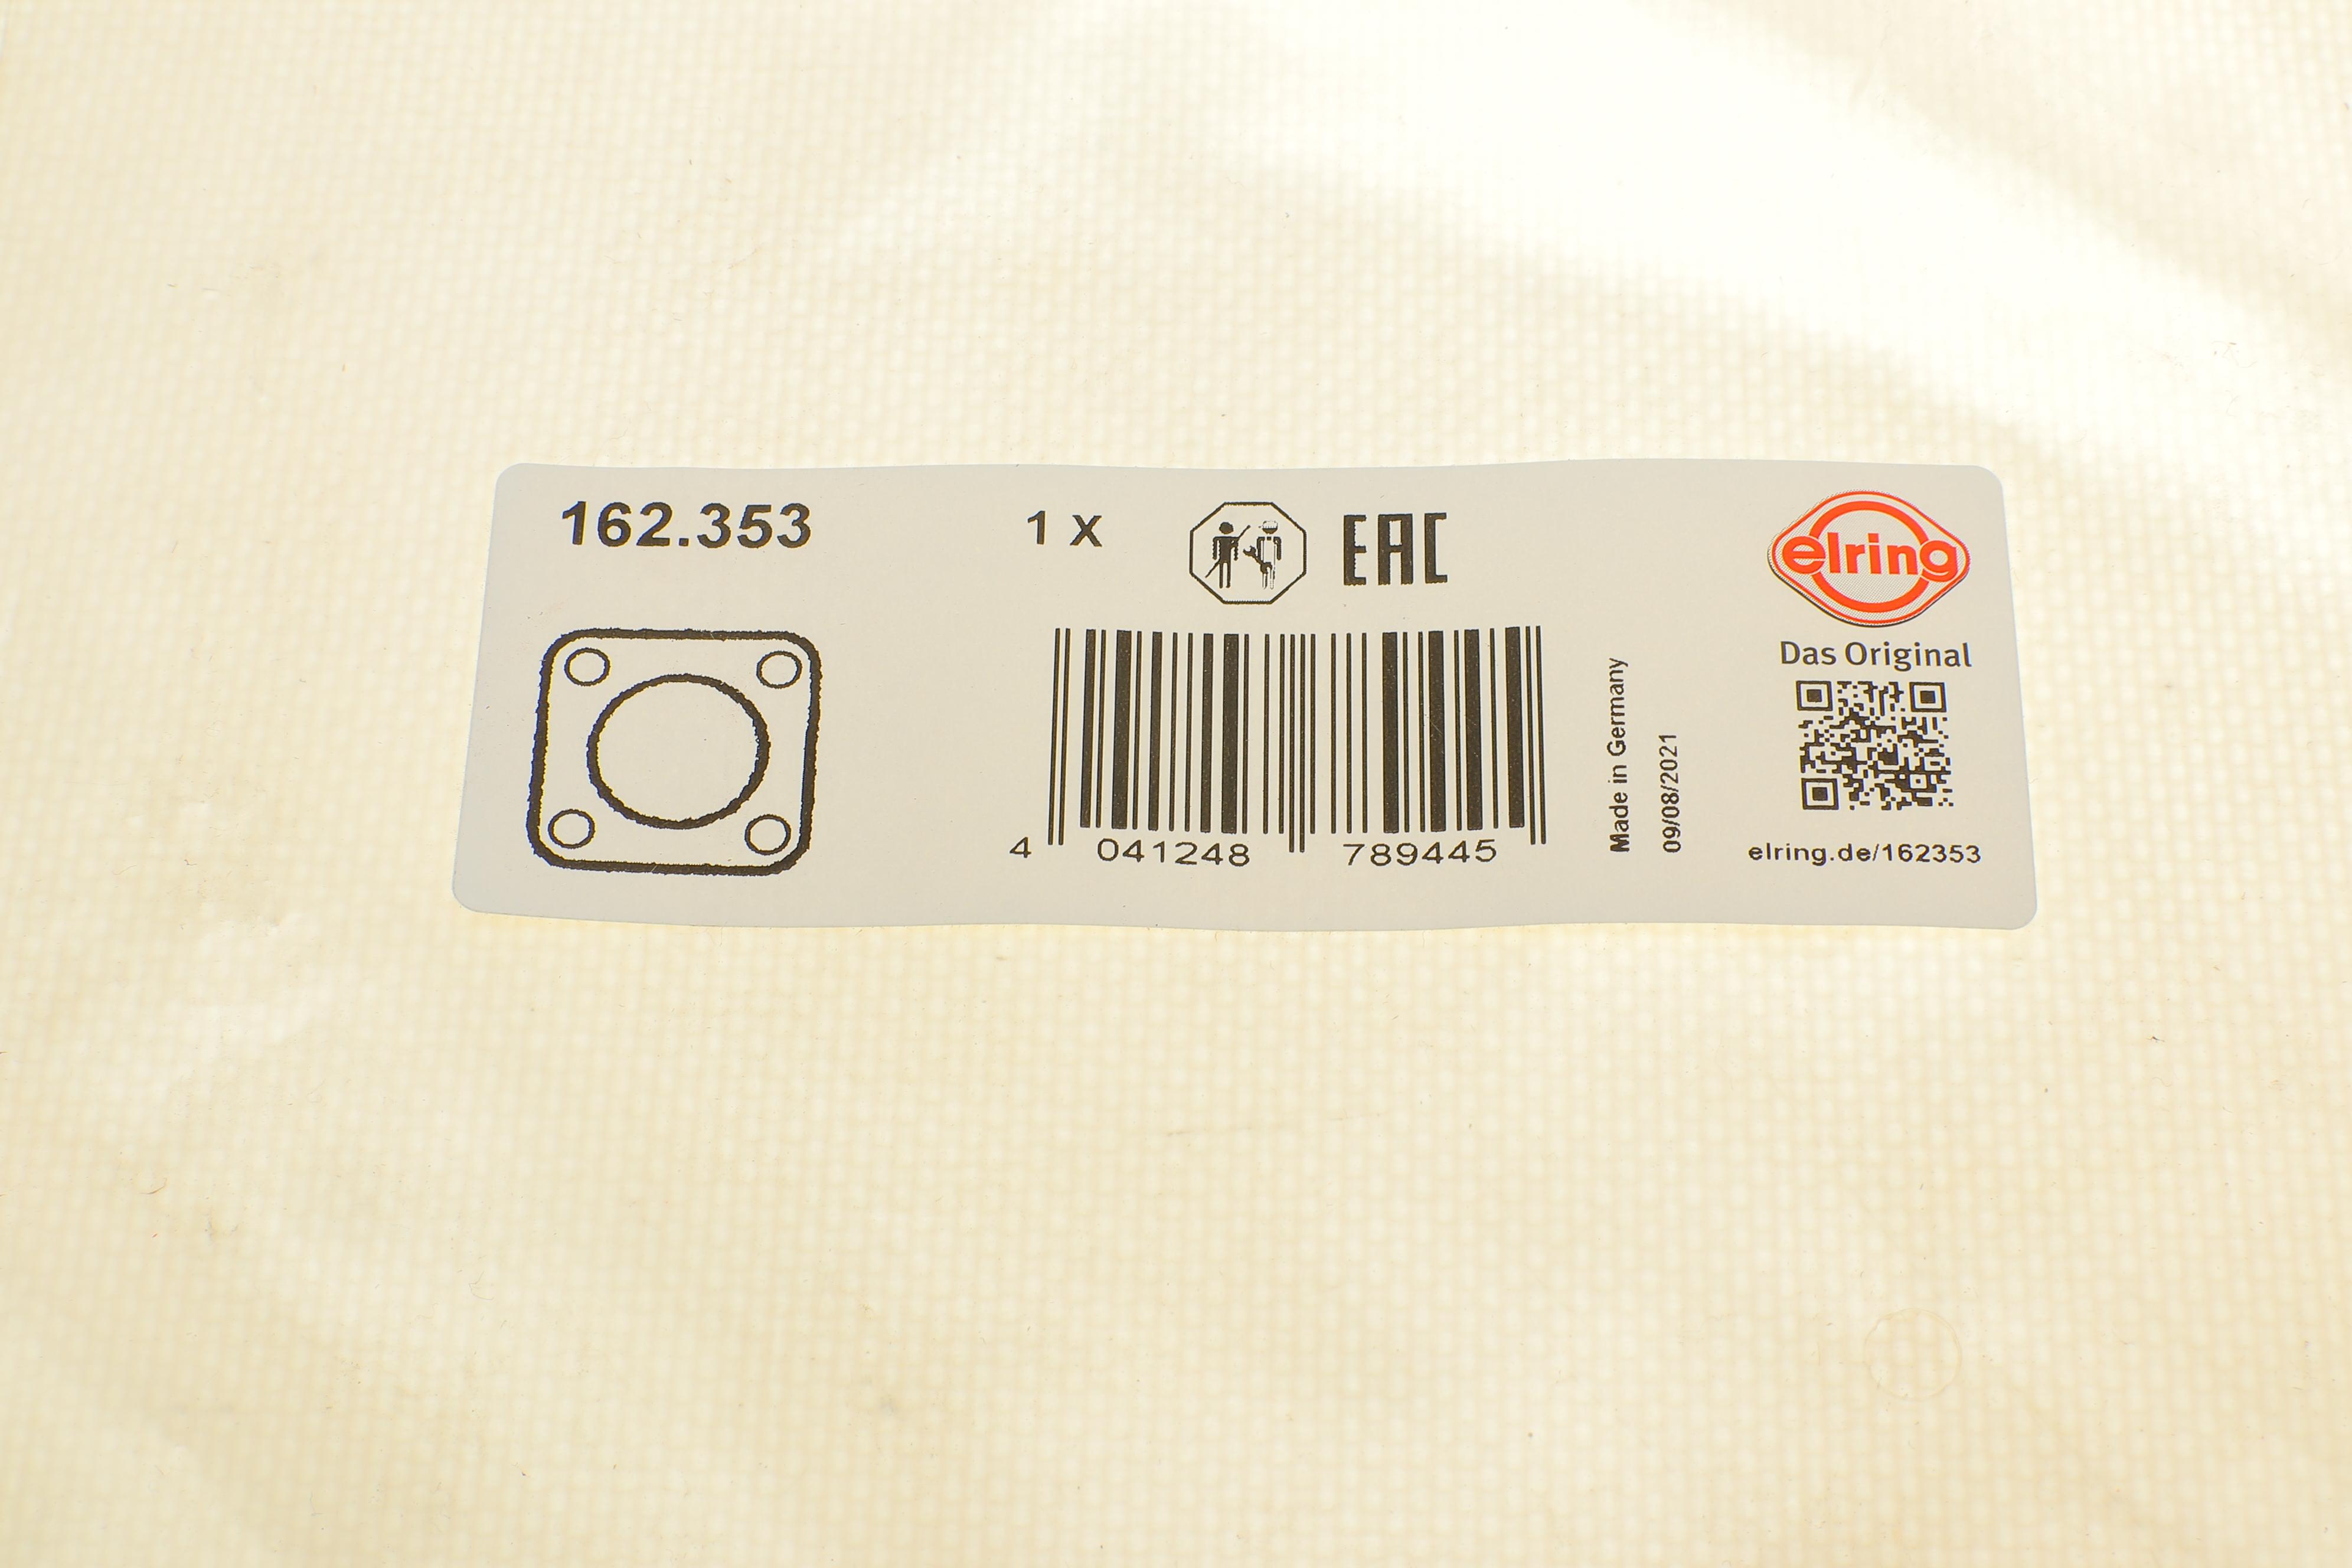 162.353
1 X
EAC
elring
Das Original
4 041248 789445
Made in Germany
09/08/2021
elring.de/162353